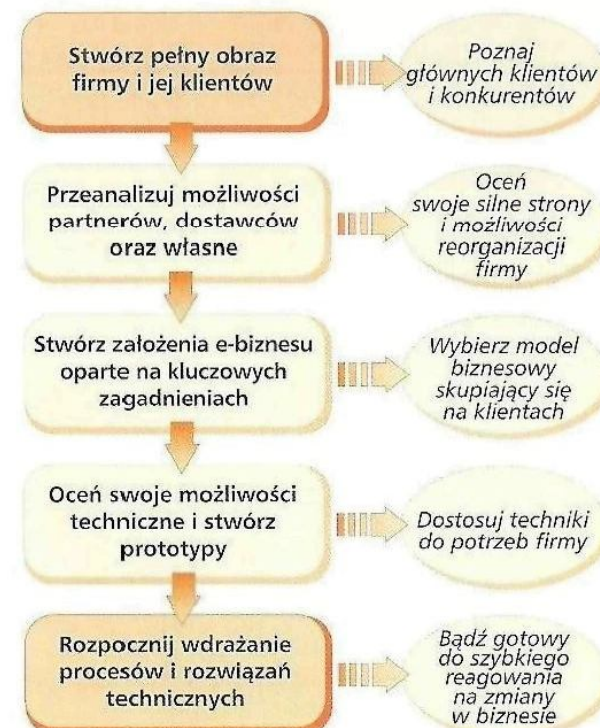 Stwórz pełny obraz
firmy i jej klientów
Poznaj
głównych klientów
i konkurentów
Przeanalizuj możliwości
partnerów, dostawców
oraz własne
Oceń
swoje silne strony
i możliwości
reorganizacji
firmy
Stwórz założenia e-biznesu
oparte na kluczowych
zagadnieniach
Wybierz model
biznesowy
skupiający się
na klientach
Oceń swoje możliwości
techniczne i stwórz
prototypy
Dostosuj techniki
do potrzeb firmy
Rozpocznij wdrażanie
procesów i rozwiązań
technicznych
Bądź gotowy
do szybkiego
reagowania
na zmiany
w biznesie